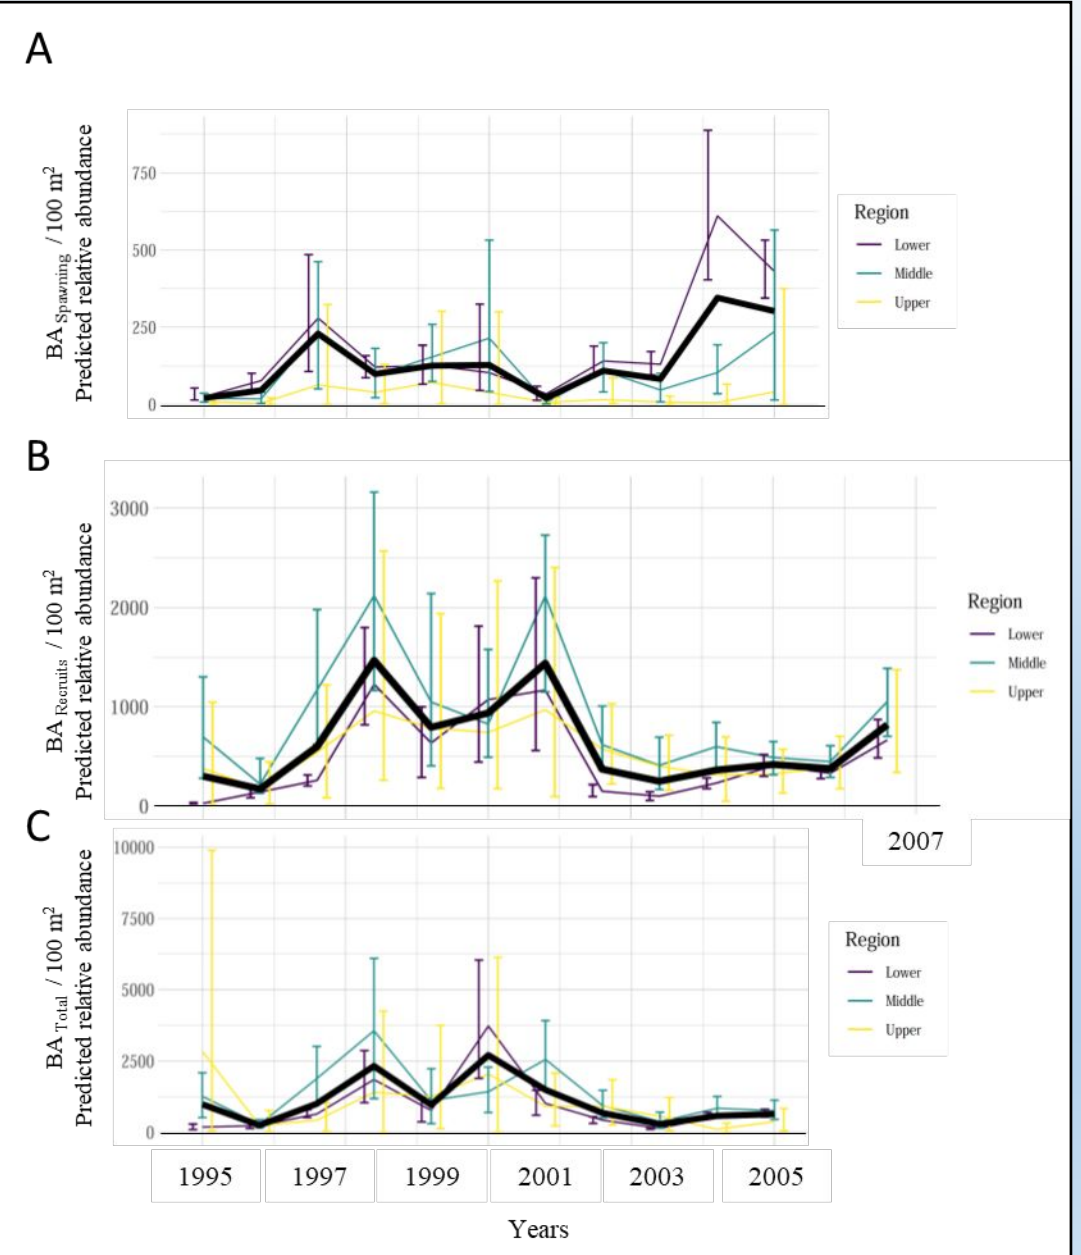 A
BA Spawning / 100 m2
Predicted relative abundance
750
500
250
0
Region
Lower
Middle
Upper
B
BA Recruits / 100 m2
Predicted relative abundance
3000
2000
1000
0
Region
Lower
Middle
Upper
2007
C
BA Total / 100 m2
Predicted relative abundance
10000
7500
5000
2500
0
Region
Lower
Middle
Upper
1995 1997 1999 2001 2003 2005
Years